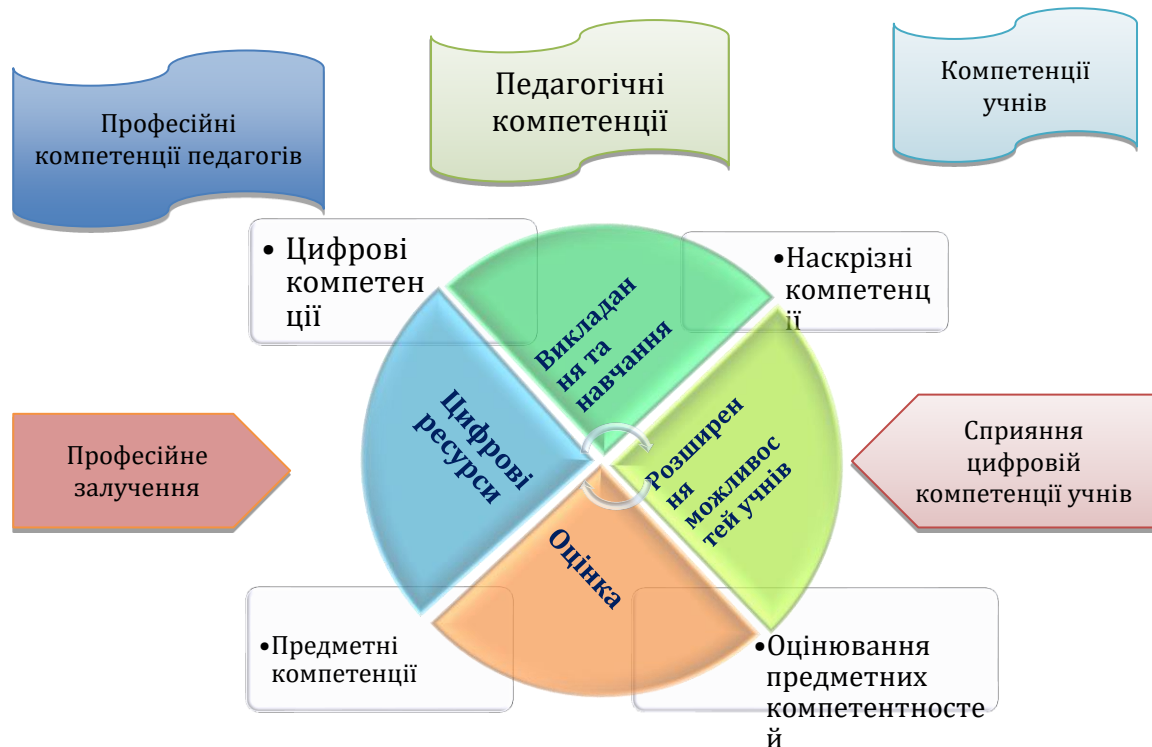 Професійні
компетенції педагогів
Педагогічні
компетенції
Компетенції
учнів
• Цифрові
компетен
ції
•Наскрізні
компетенц
ії
Викладан
ня та
навчання
Цифрові
ресурси
Розширен
ня
можливос
тей учнів
Оцінка
Професійне
залучення
Сприяння
цифровій
компетенції учнів
•Предметні
компетенції
•Оцінювання
предметних
компетентносте
й